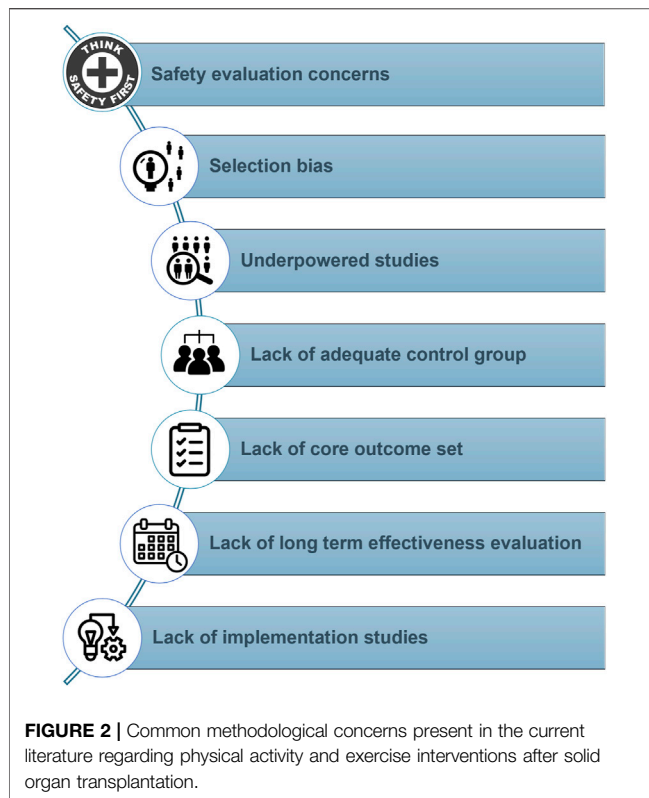 THINK
SAFETY FIRST
Safety evaluation concerns
Selection bias
Underpowered studies
Lack of adequate control group
Lack of core outcome set
Lack of long term effectiveness evaluation
Lack of implementation studies
FIGURE 2 | Common methodological concerns present in the current
literature regarding physical activity and exercise interventions after solid
organ transplantation.